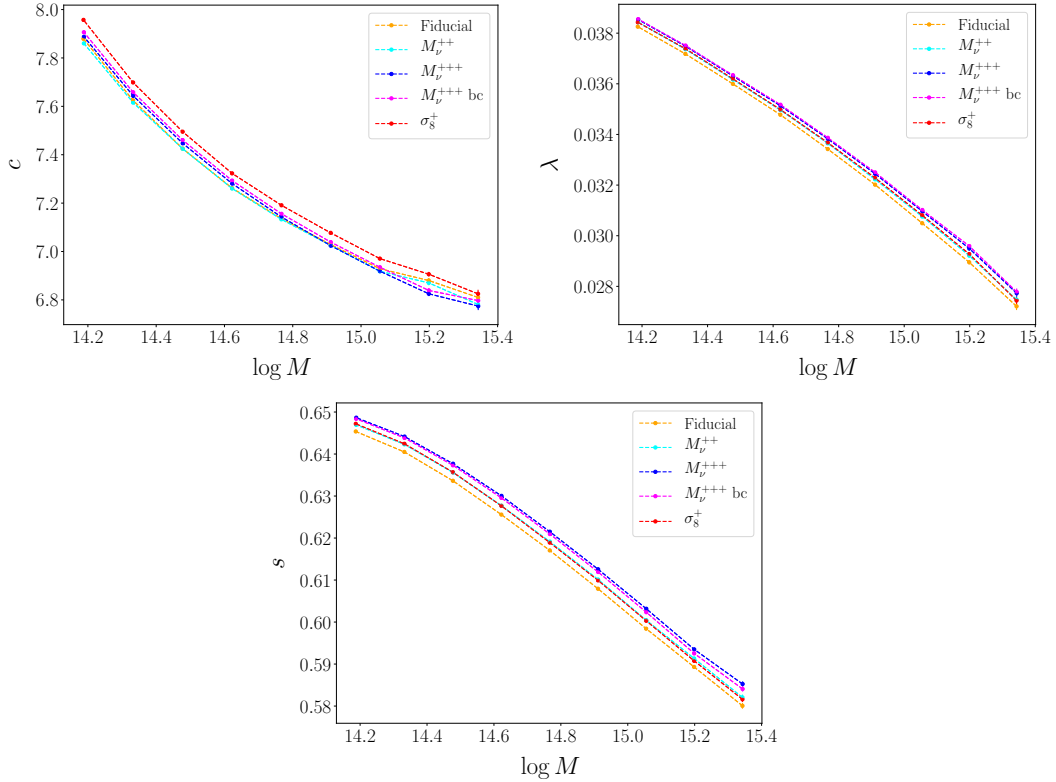 8.0
7.8
7.6
7.4
7.2
7.0
6.8
c
14.2 14.4 14.6 14.8 15.0 15.2 15.4
log M
Fiducial
M_ν^{++}
M_ν^{+++}
M_ν^{+++} bc
σ_8^+
0.038
0.036
0.034
0.032
0.030
0.028
λ
14.2 14.4 14.6 14.8 15.0 15.2 15.4
log M
Fiducial
M_ν^{++}
M_ν^{+++}
M_ν^{+++} bc
σ_8^+
0.65
0.64
0.63
0.62
0.61
0.60
0.59
0.58
s
14.2 14.4 14.6 14.8 15.0 15.2 15.4
log M
Fiducial
M_ν^{++}
M_ν^{+++}
M_ν^{+++} bc
σ_8^+